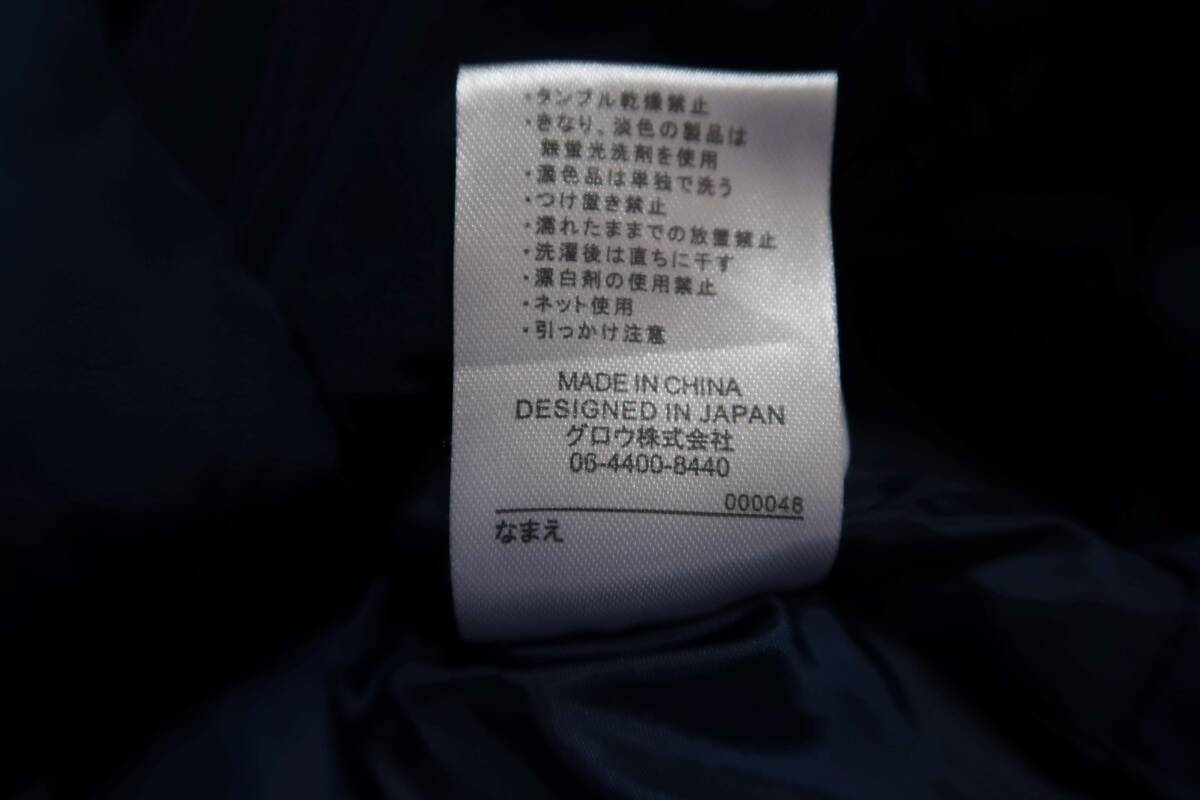 ・タンブル乾燥禁止
・きなり、淡色の製品は
無蛍光洗剤を使用
・濃色品は単独で洗う
・つけ置き禁止
・濡れたままでの放置禁止
・洗濯後は直ちに干す
・漂白剤の使用禁止
・ネット使用
・引っかけ注意
MADE IN CHINA
DESIGNED IN JAPAN
グロウ株式会社
06-4400-8440
000048
なまえ